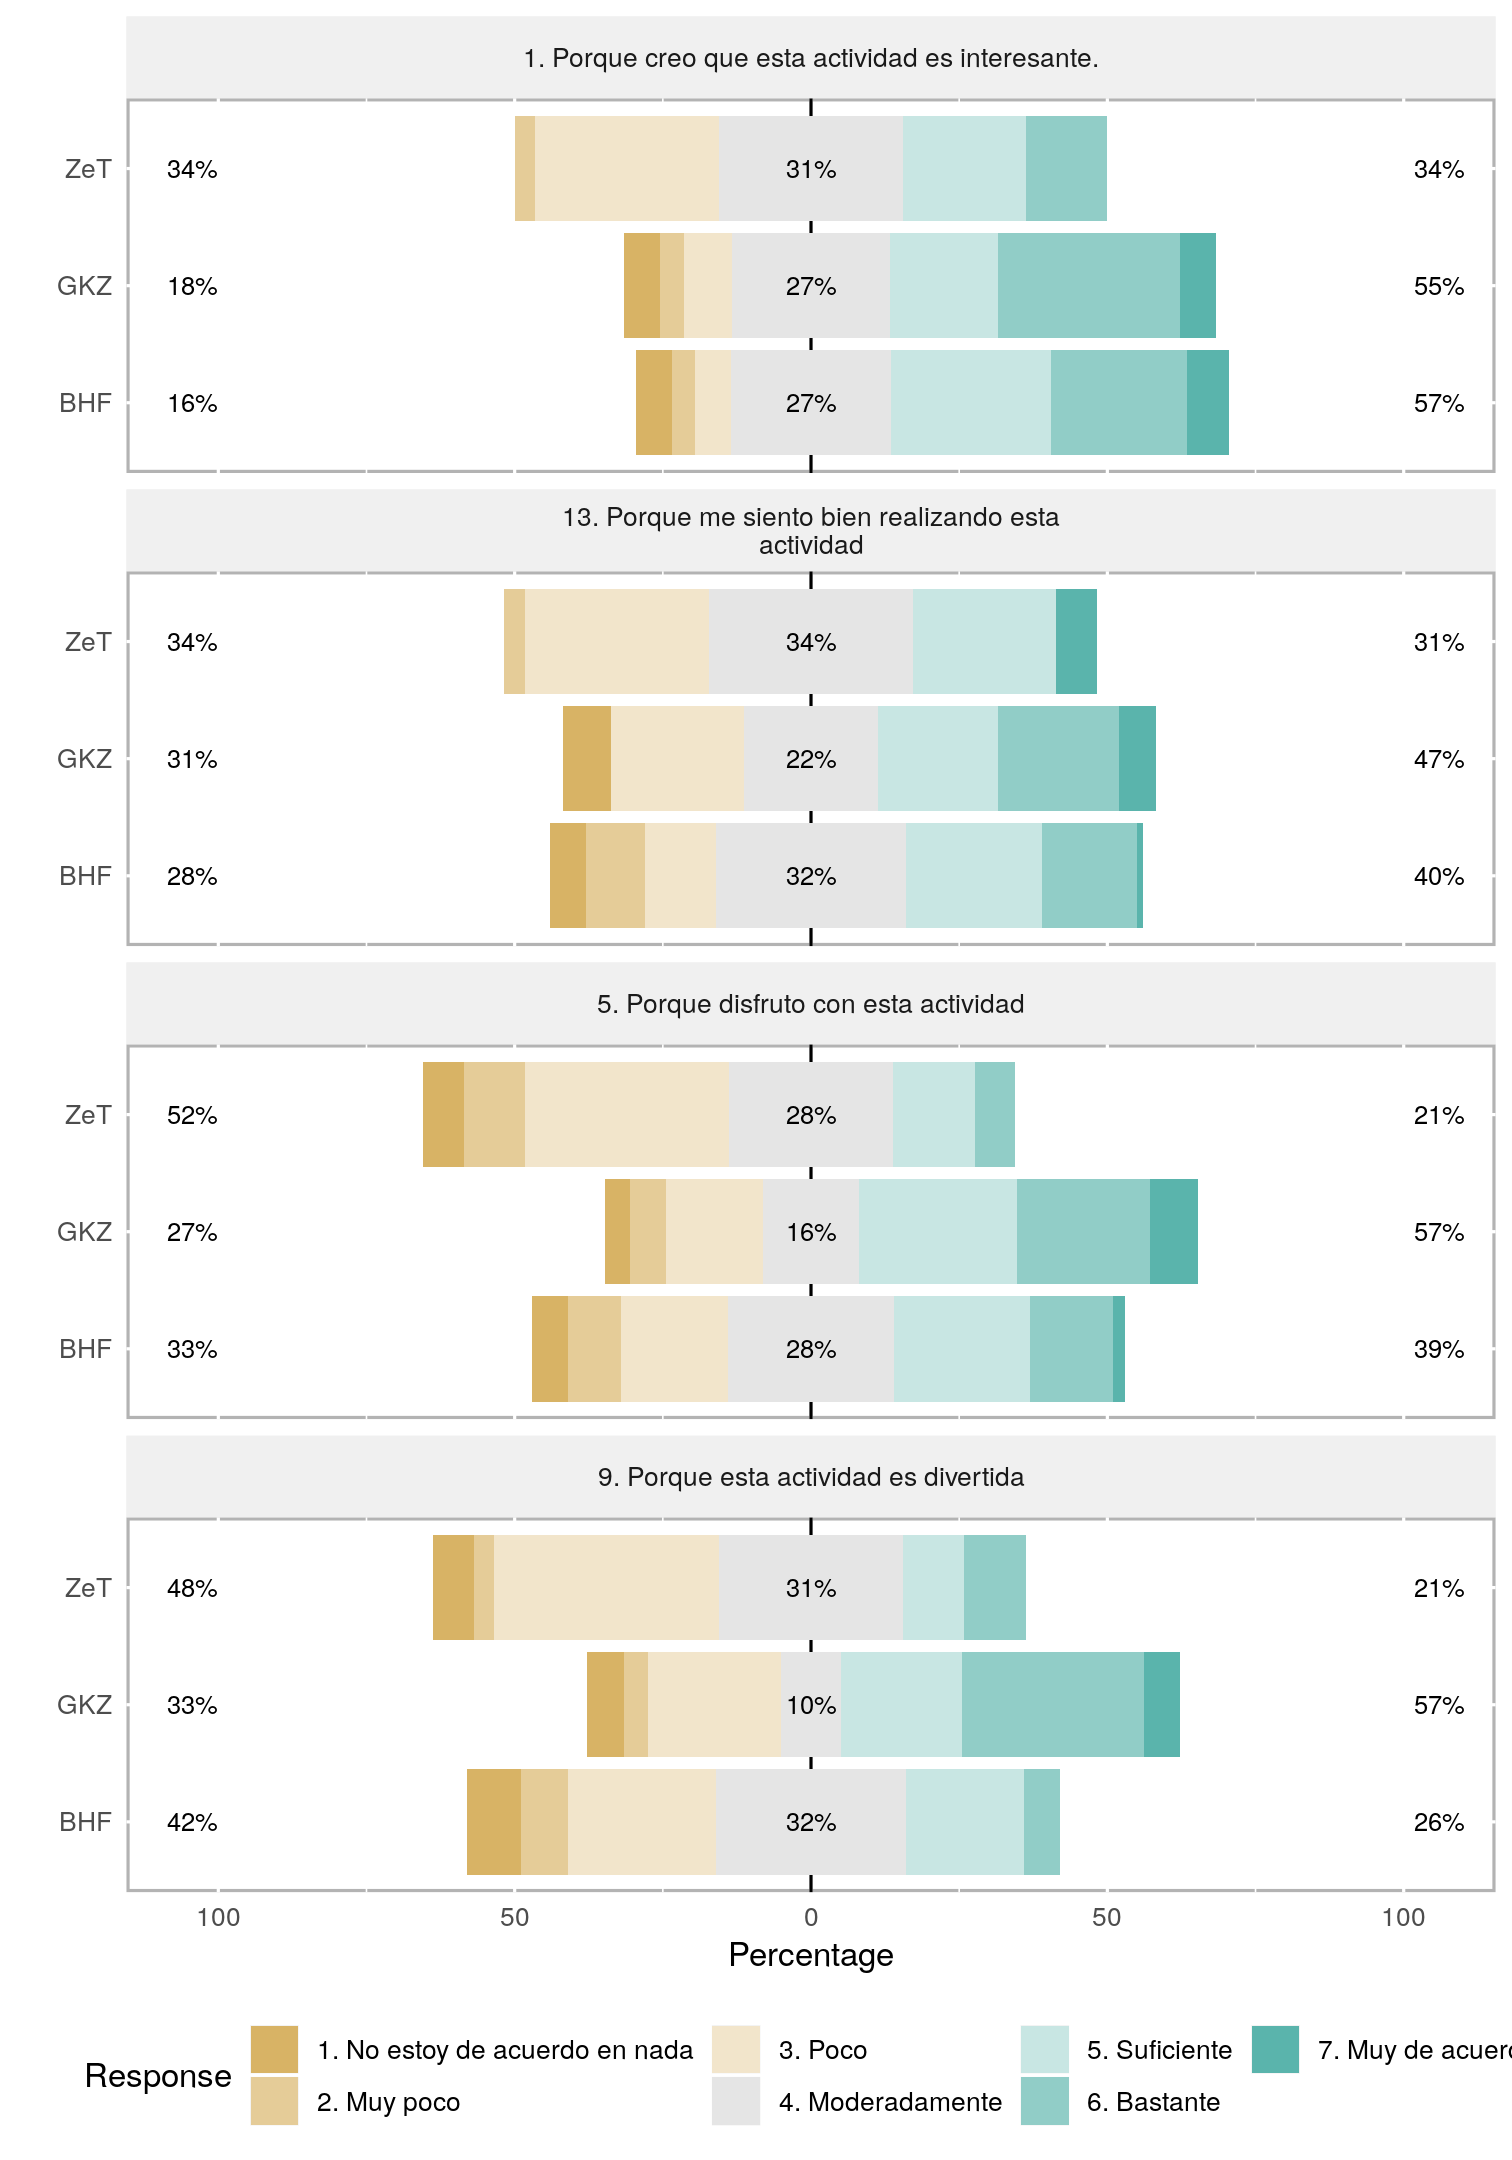 1. Porque creo que esta actividad es interesante.
ZeT 34% 31% 34%
GKZ 18% 27% 55%
BHF 16% 27% 57%
13. Porque me siento bien realizando esta
actividad
ZeT 34% 34% 31%
GKZ 31% 22% 47%
BHF 28% 32% 40%
5. Porque disfruto con esta actividad
ZeT 52% 28% 21%
GKZ 27% 16% 57%
BHF 33% 28% 39%
9. Porque esta actividad es divertida
ZeT 48% 31% 21%
GKZ 33% 10% 57%
BHF 42% 32% 26%
100 50 0 50 100
Percentage
Response
1. No estoy de acuerdo en nada 3. Poco 5. Suficiente 7. Muy de
2. Muy poco 4. Moderadamente 6. Bastante